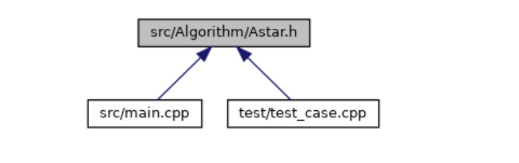 src/Algorithm/Astar.h
src/main.cpp
test/test_case.cpp